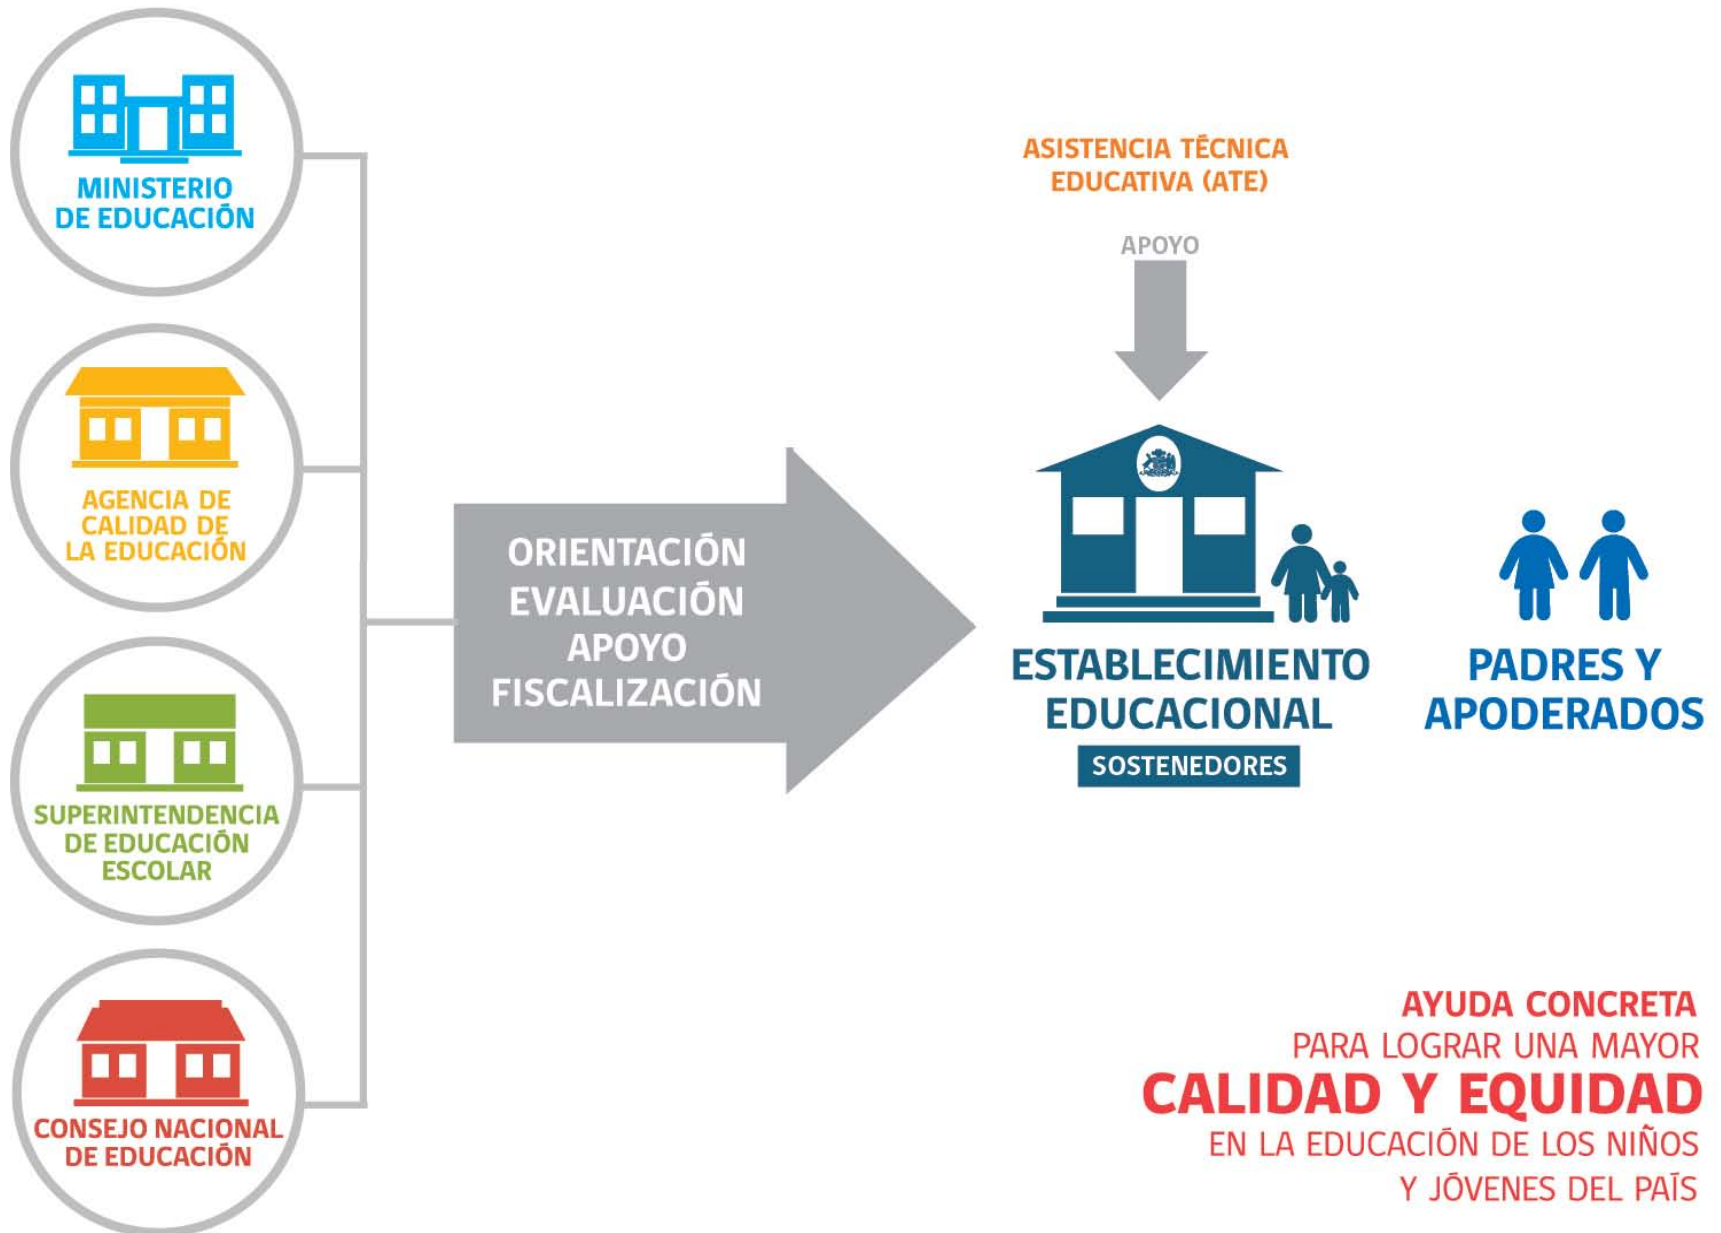 MINISTERIO
DE EDUCACIÓN
AGENCIA DE
CALIDAD DE
LA EDUCACIÓN
SUPERINTENDENCIA
DE EDUCACIÓN
ESCOLAR
CONSEJO NACIONAL
DE EDUCACIÓN
ORIENTACIÓN
EVALUACIÓN
APOYO
FISCALIZACIÓN
ASISTENCIA TÉCNICA
EDUCATIVA (ATE)
APOYO
ESTABLECIMIENTO
EDUCACIONAL
SOSTENEDORES
PADRES Y
APODERADOS
AYUDA CONCRETA
PARA LOGRAR UNA MAYOR
CALIDAD Y EQUIDAD
EN LA EDUCACIÓN DE LOS NIÑOS
Y JÓVENES DEL PAÍS